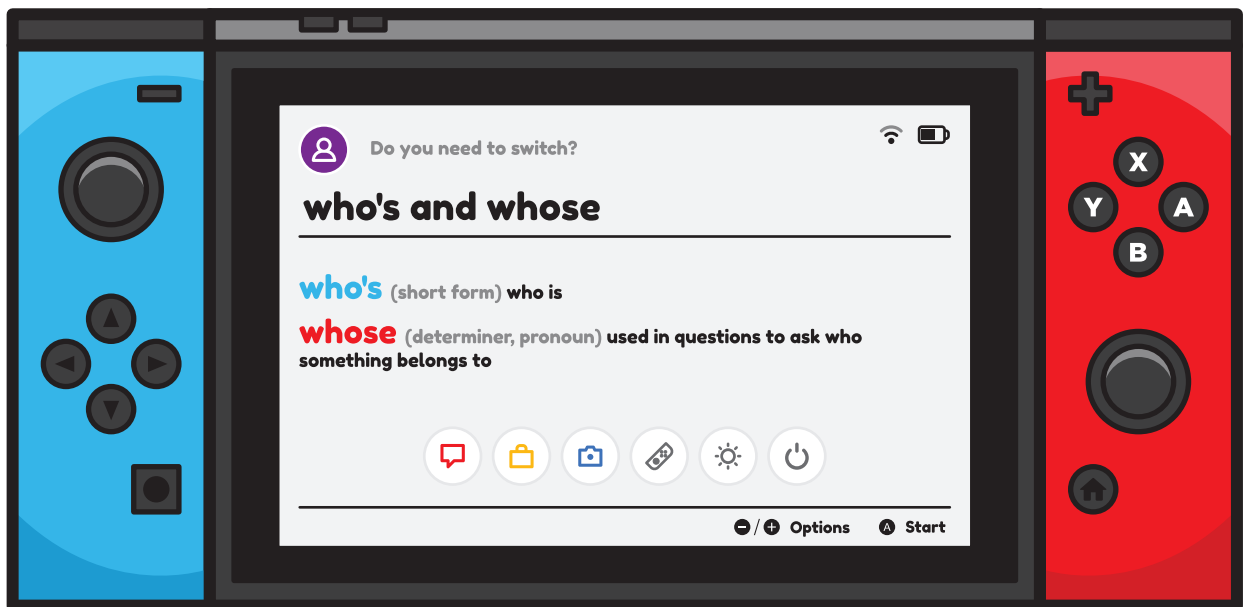 Do you need to switch?
who's and whose
who's (short form) who is
whose (determiner, pronoun) used in questions to ask who
something belongs to
/ Options A Start
X
Y A
B